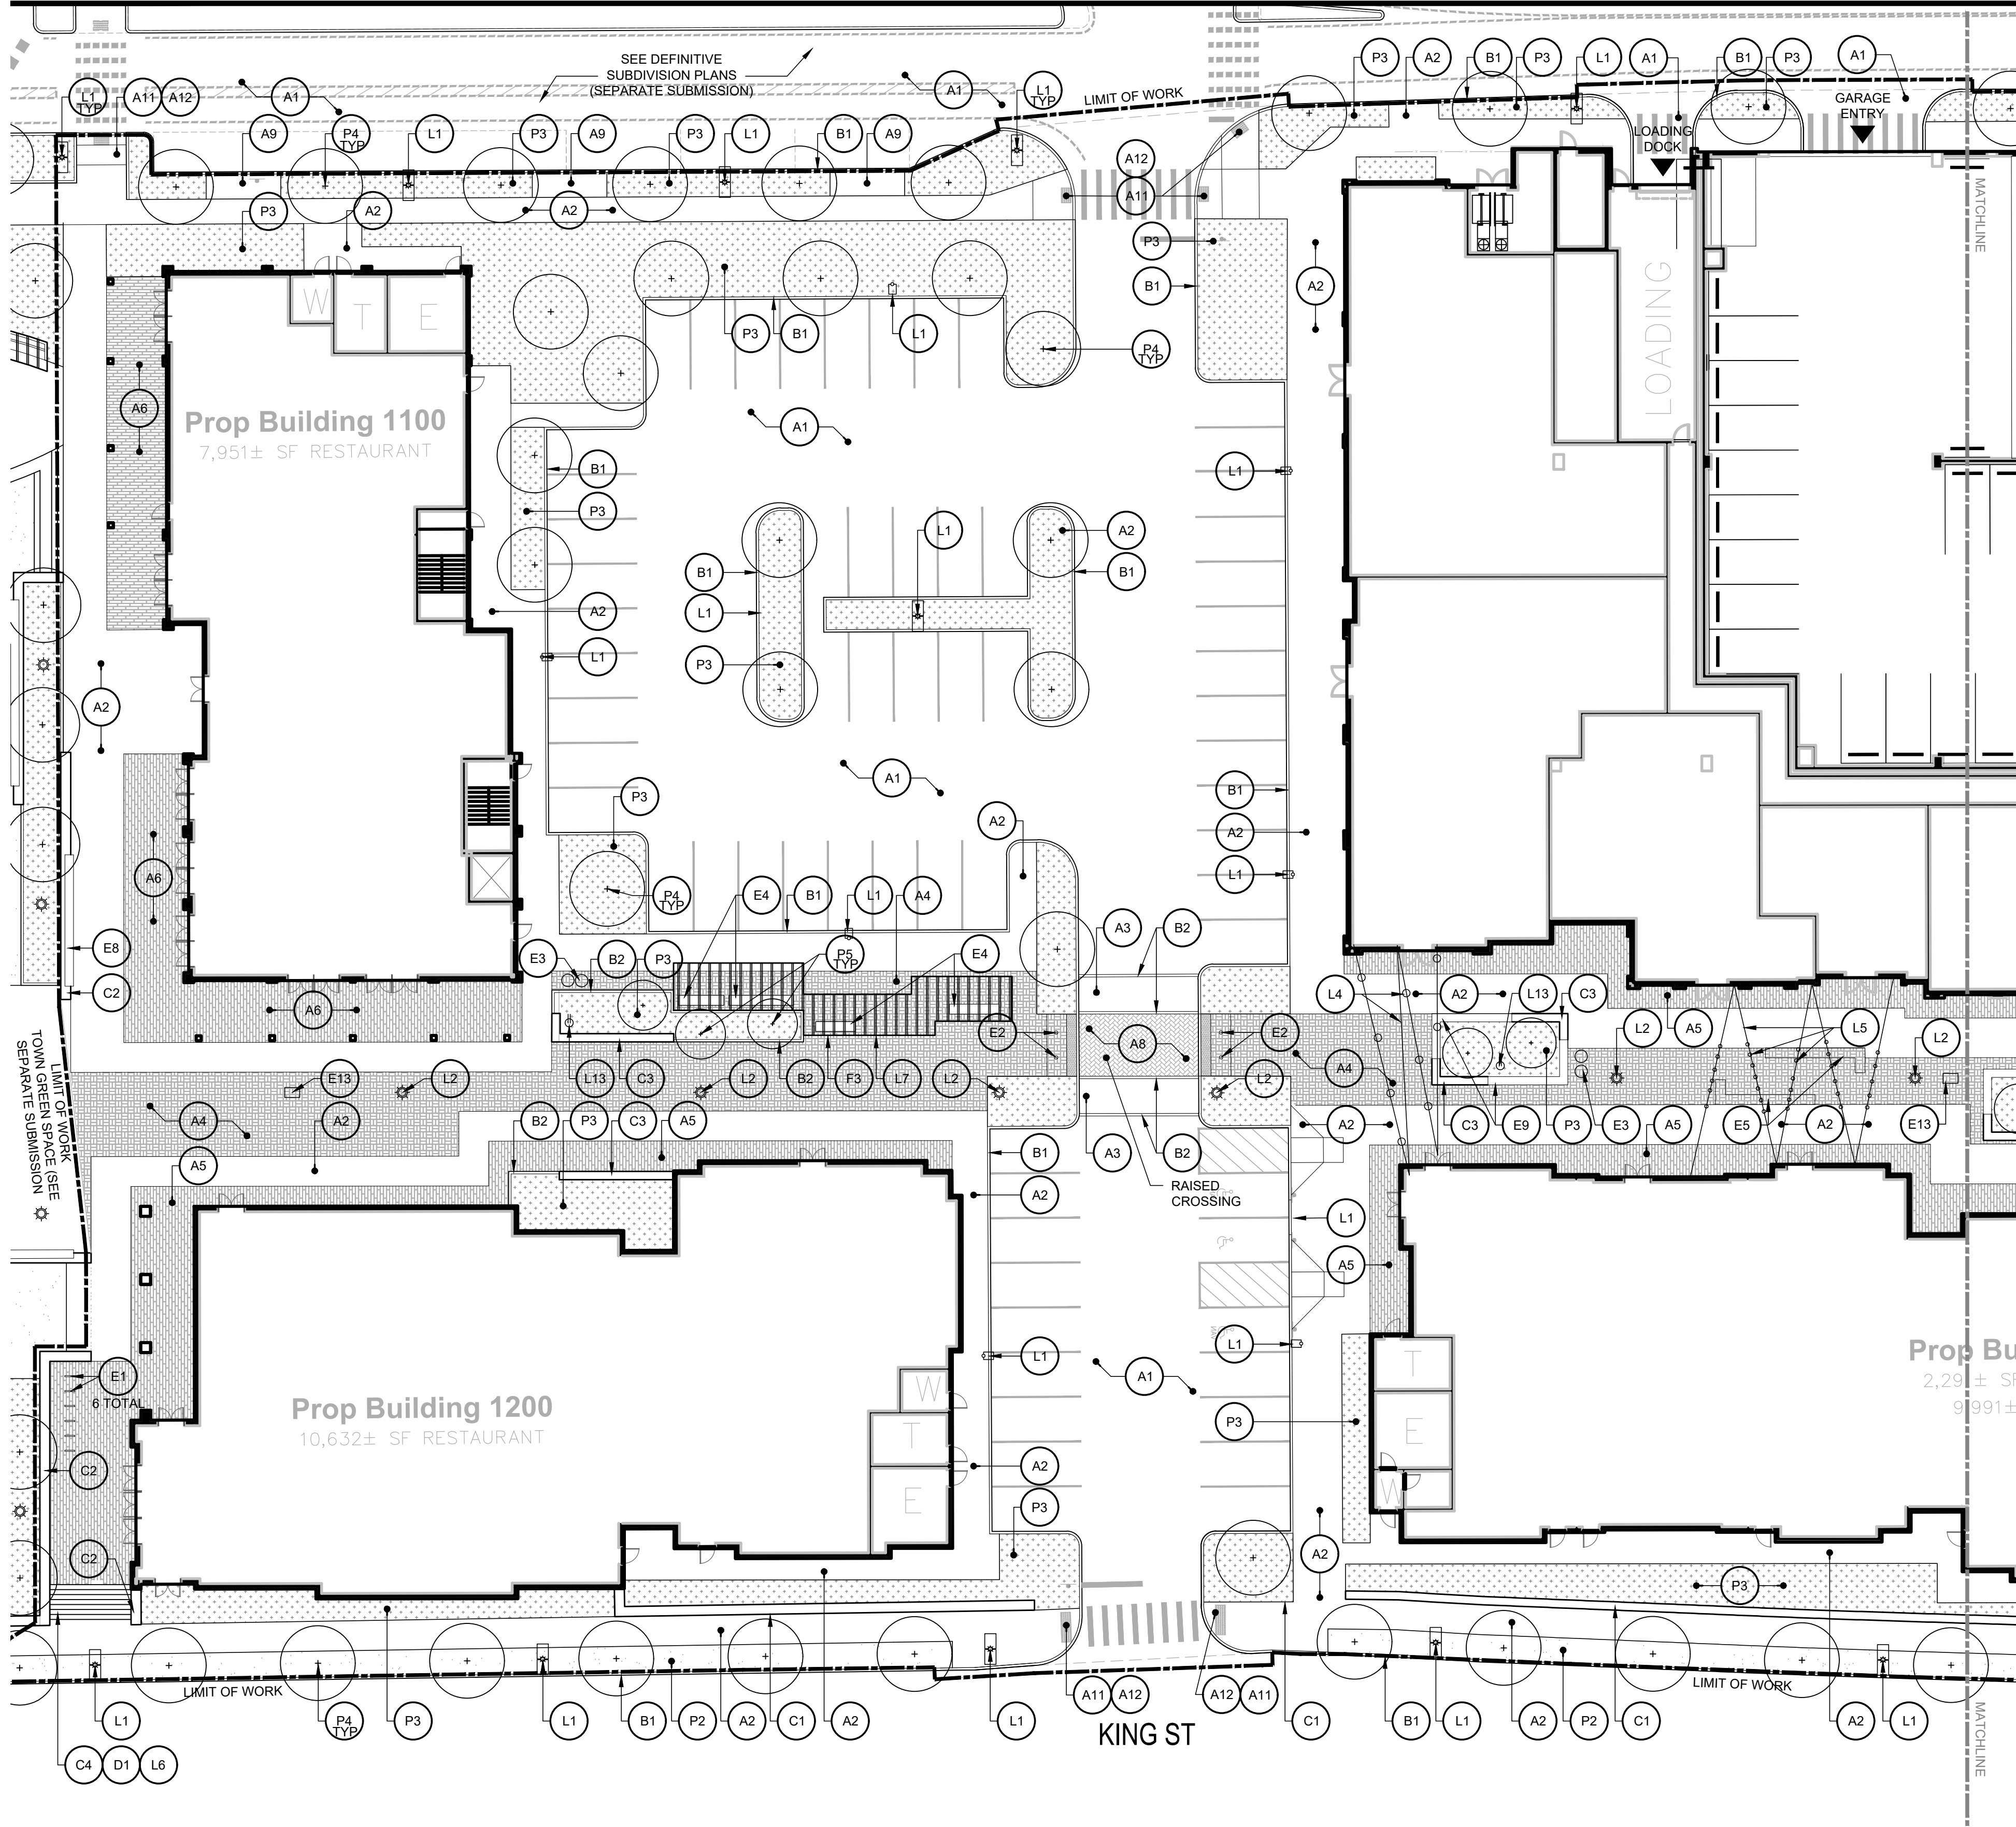 SEE DEFINITIVE
SUBDIVISION PLANS
(SEPARATE SUBMISSION)
P3
A2
B1
P3
L1
A1
B1
P3
A1
L1
TYP
A11
A12
A1
A1
L1
TYP
LIMIT OF WORK
GARAGE
ENTRY
LOADING
DOCK
A9
P4
TYP
L1
P3
A9
P3
L1
B1
A9
A12
A11
P3
A2
A2
P3
B1
A2
MATCHLINE
W
T
E
P3
B1
L1
P4
TYP
LOADING
A6
Prop Building 1100
7,951± SF RESTAURANT
A1
B1
P3
L1
L1
A2
B1
B1
L1
A2
L1
P3
A2
A1
P3
B1
A2
A2
L1
A6
P4
TYP
E4
B1
L1
A4
E8
C2
E3
B2
P3
P5
TYP
E4
A3
B2
A6
L4
A2
L13
C3
E2
A8
E2
L2
A5
L5
L2
LIMIT OF WORK
TOWN GREEN SPACE (SEE
SEPARATE SUBMISSION
E13
L2
L13
C3
L2
B2
F3
L7
L2
L2
A4
A4
A2
B2
P3
C3
A5
A2
C3
E9
P3
E3
A5
E5
A2
E13
A5
B1
A3
B2
A2
RAISED
CROSSING
L1
A5
E1
6 TOTAL
L1
L1
A1
T
Prop Bu
2,29 ± SF
9,991±
Prop Building 1200
10,632± SF RESTAURANT
W
T
E
P3
E
C2
A2
W
P3
C2
A2
A2
P3
LIMIT OF WORK
LIMIT OF WORK
L1
P4
TYP
P3
L1
B1
P2
A2
C1
A2
L1
A11
A12
A12
A11
C1
B1
L1
A2
P2
C1
A2
L1
KING ST
MATCHLINE
C4
D1
L6